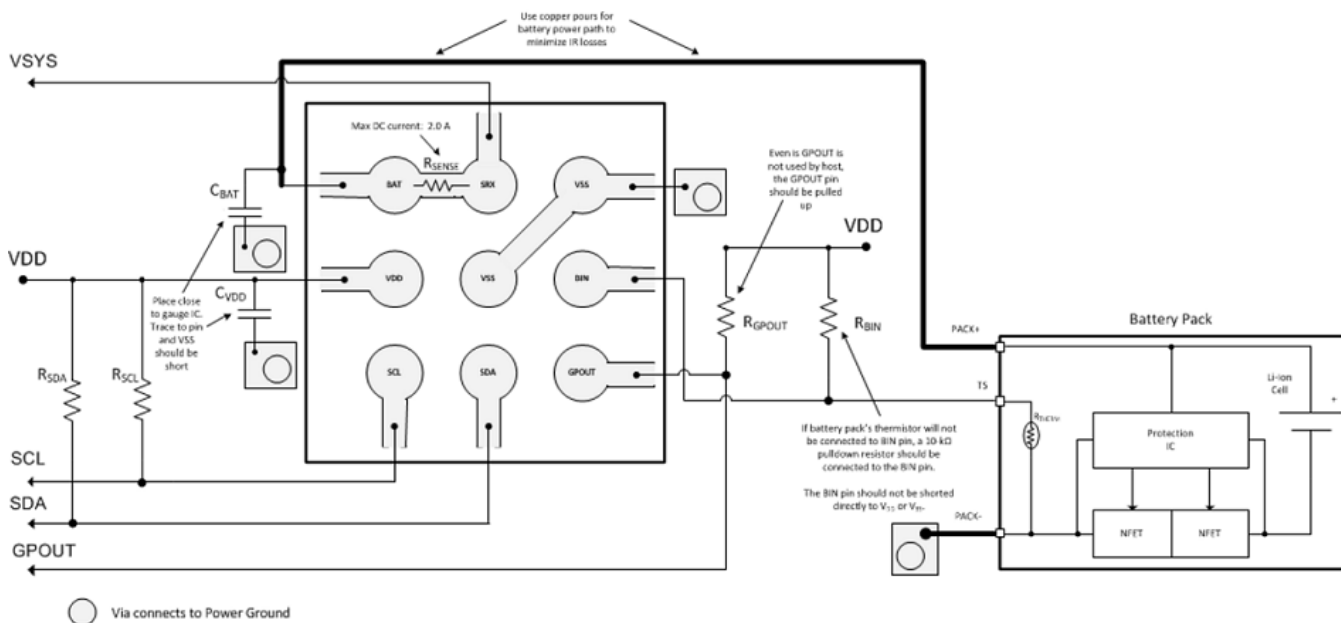 Use copper pours for
battery power path to
minimize IR losses
VSYS
Max DC current: 2.0 A
RSENSE
BAT
SRX
VSS
CBAT
Even is GPOUT is
not used by host,
the GPOUT pin
should be pulled
up
VDD
VDD
VDD
VSS
BIN
CVDD
Place close
to gauge IC.
Trace to pin
and VSS
should be
short
RGPOUT
RBIN
Battery Pack
PACK+
RSDA
RSCL
SCL
SDA
GPOUT
TS
Li-Ion
Cell
+
Protection
IC
If battery pack's thermistor will not
be connected to BIN pin, a 10-kΩ
pulldown resistor should be
connected to the BIN pin.
The BIN pin should not be shorted
directly to
or
SCL
SDA
PACK-
NFET
NFET
GPOUT
Via connects to Power Ground